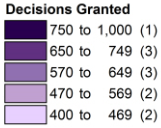 Decisions Granted
750 to 1,000 (1)
650 to 749 (3)
570 to 649 (3)
470 to 569 (2)
400 to 469 (2)